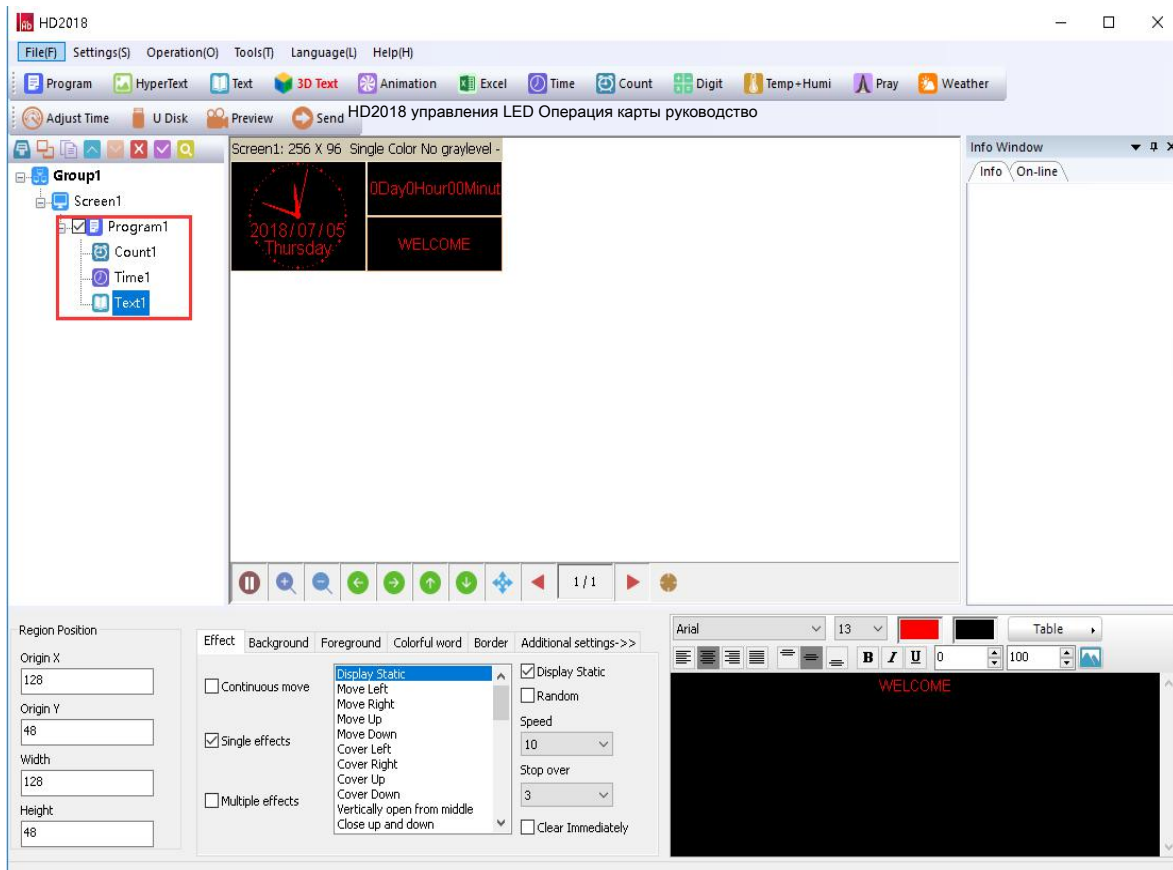 HD2018
File(F) Settings(S) Operation(O) Tools(T) Language(L) Help(H)
Program HyperText Text 3D Text Animation Excel Time Count Digit Temp+Humi Pray Weather
Adjust Time U Disk Preview Send HD2018 управления LED Операция карты руководство
Group1
Screen1
Program1
Count1
Time1
Text1
Screen1: 256 X 96 Single Color No graylevel -
0Day0Hour00Minut
2018/07/05
Thursday
WELCOME
1/1
Info Window
Info On-line
Region Position
Origin X
128
Origin Y
48
Width
128
Height
48
Effect Background Foreground Colorful word Border Additional settings->>
Continuous move
Single effects
Multiple effects
Display Static
Move Left
Move Right
Move Up
Move Down
Cover Left
Cover Right
Cover Up
Cover Down
Vertically open from middle
Close up and down
Display Static
Random
Speed
10
Stop over
3
Clear Immediately
Arial 13 Table
B I U 0 100
WELCOME